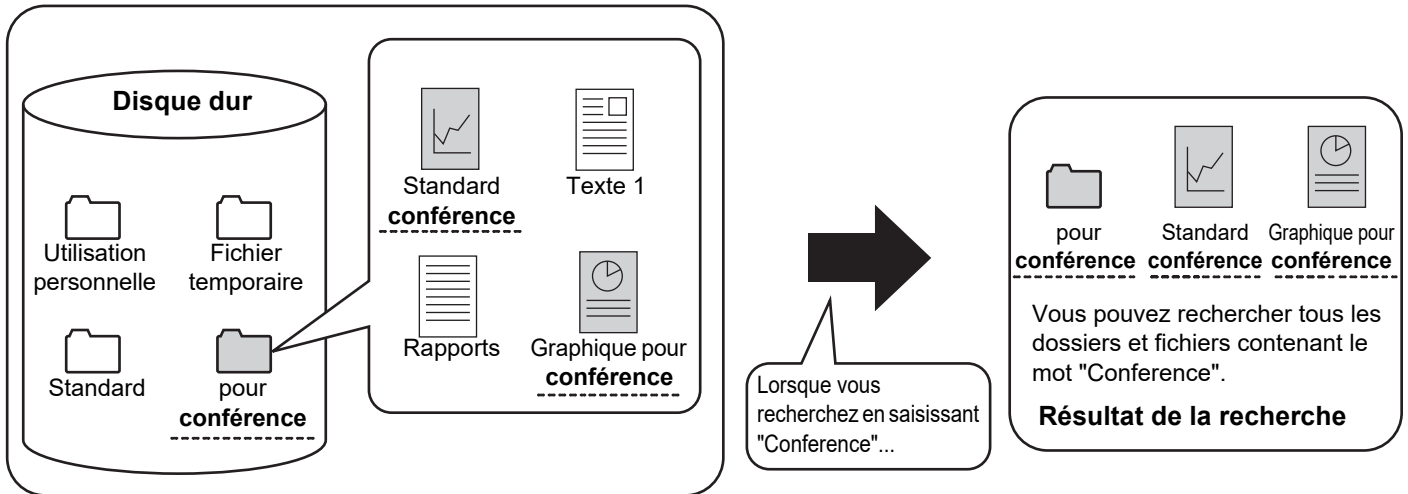 Disque dur
Utilisation
personnelle
Fichier
temporaire
Standard
pour
conférence
Standard
conférence
Texte 1
Rapports
Graphique pour
conférence
Lorsque vous
recherchez en saisissant
"Conference"...
pour
conférence
Standard
conférence
Graphique pour
conférence
Vous pouvez rechercher tous les
dossiers et fichiers contenant le
mot "Conference".
Résultat de la recherche